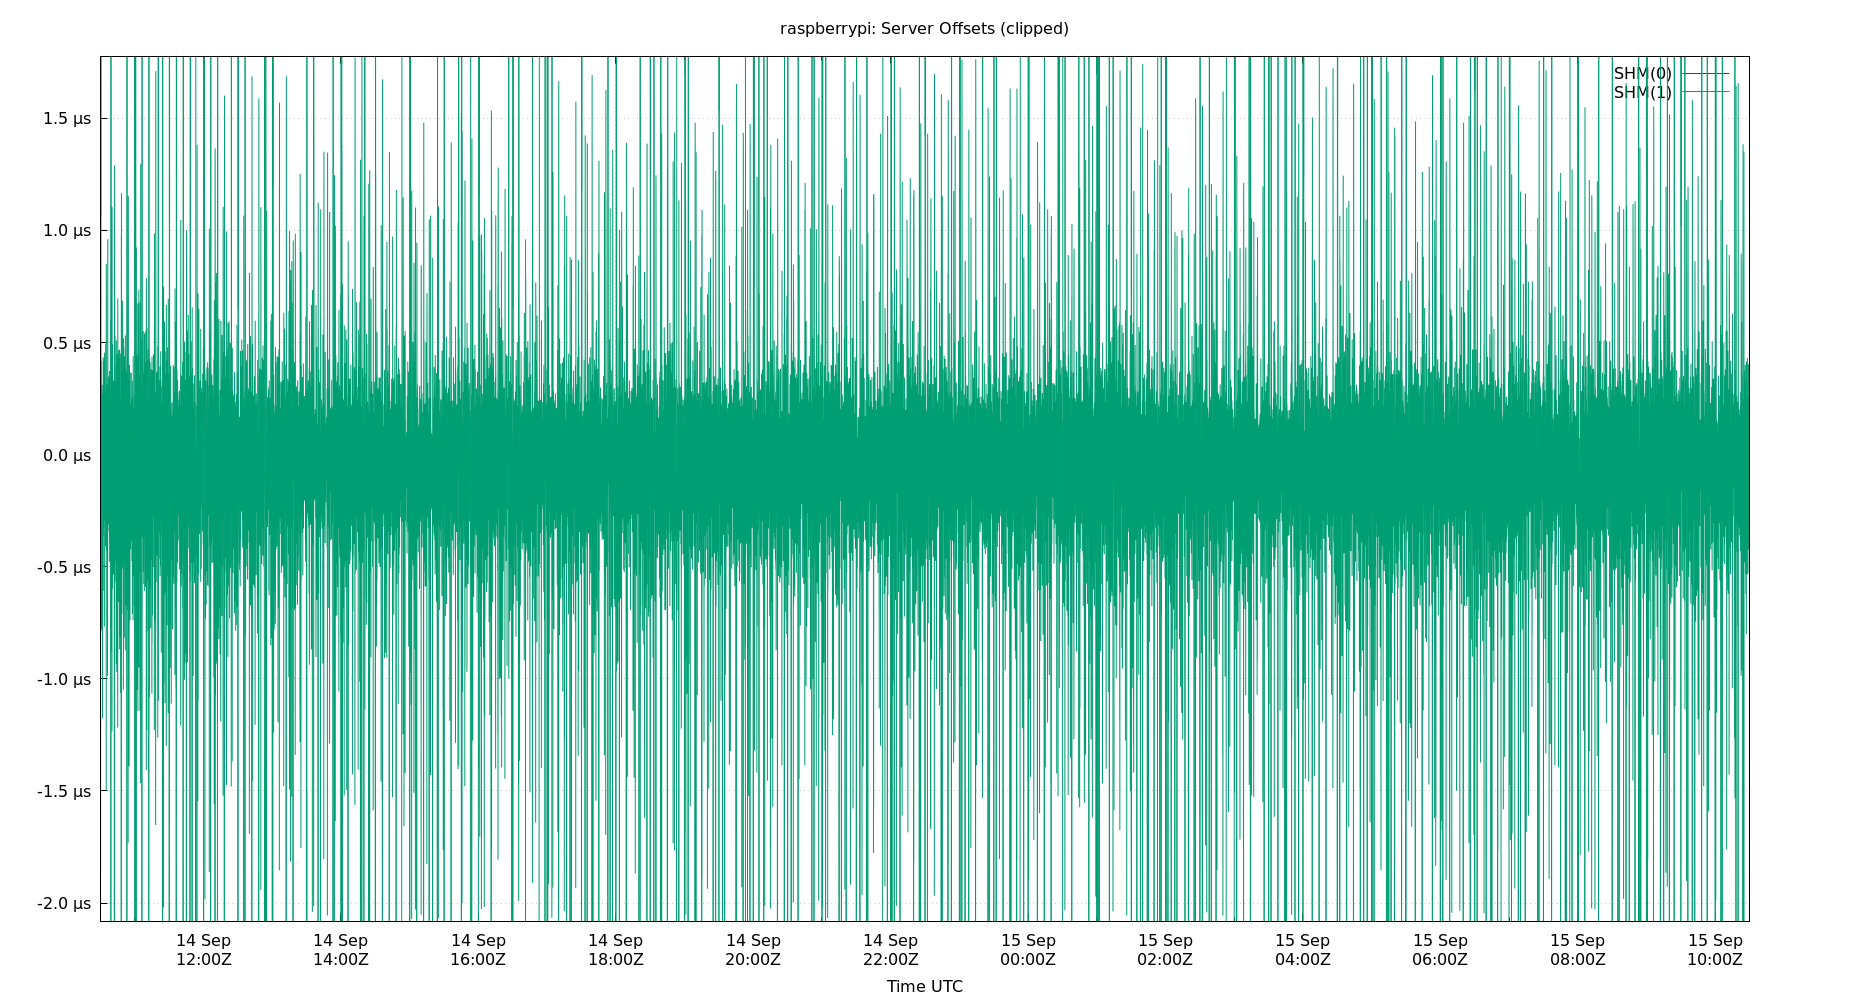 raspberrypi: Server Offsets (clipped)
SHM(0)
SHM(1)
1.5 µs
1.0 µs
0.5 µs
0.0 µs
-0.5 µs
-1.0 µs
-1.5 µs
-2.0 µs
14 Sep 14 Sep 14 Sep 14 Sep 14 Sep 14 Sep 15 Sep 15 Sep 15 Sep 15 Sep 15 Sep 15 Sep
12:00Z 14:00Z 16:00Z 18:00Z 20:00Z 22:00Z 00:00Z 02:00Z 04:00Z 06:00Z 08:00Z 10:00Z
Time UTC